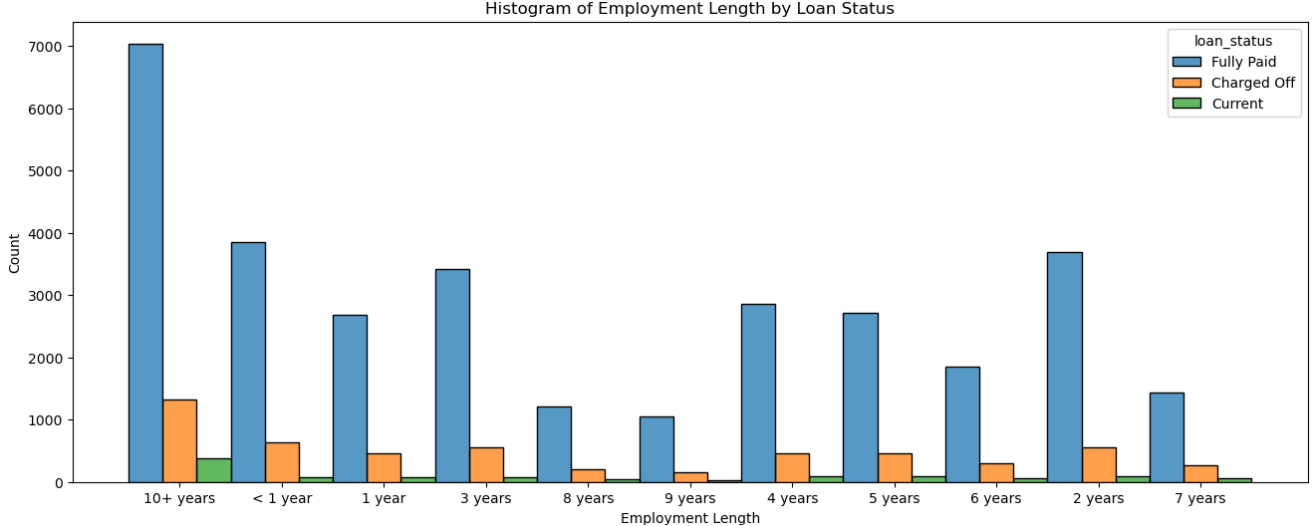 Histogram of Employment Length by Loan Status
loan_status
Fully Paid
Charged Off
Current
Count
7000
6000
5000
4000
3000
2000
1000
0
10+ years
< 1 year
1 year
3 years
8 years
9 years
4 years
5 years
6 years
2 years
7 years
Employment Length